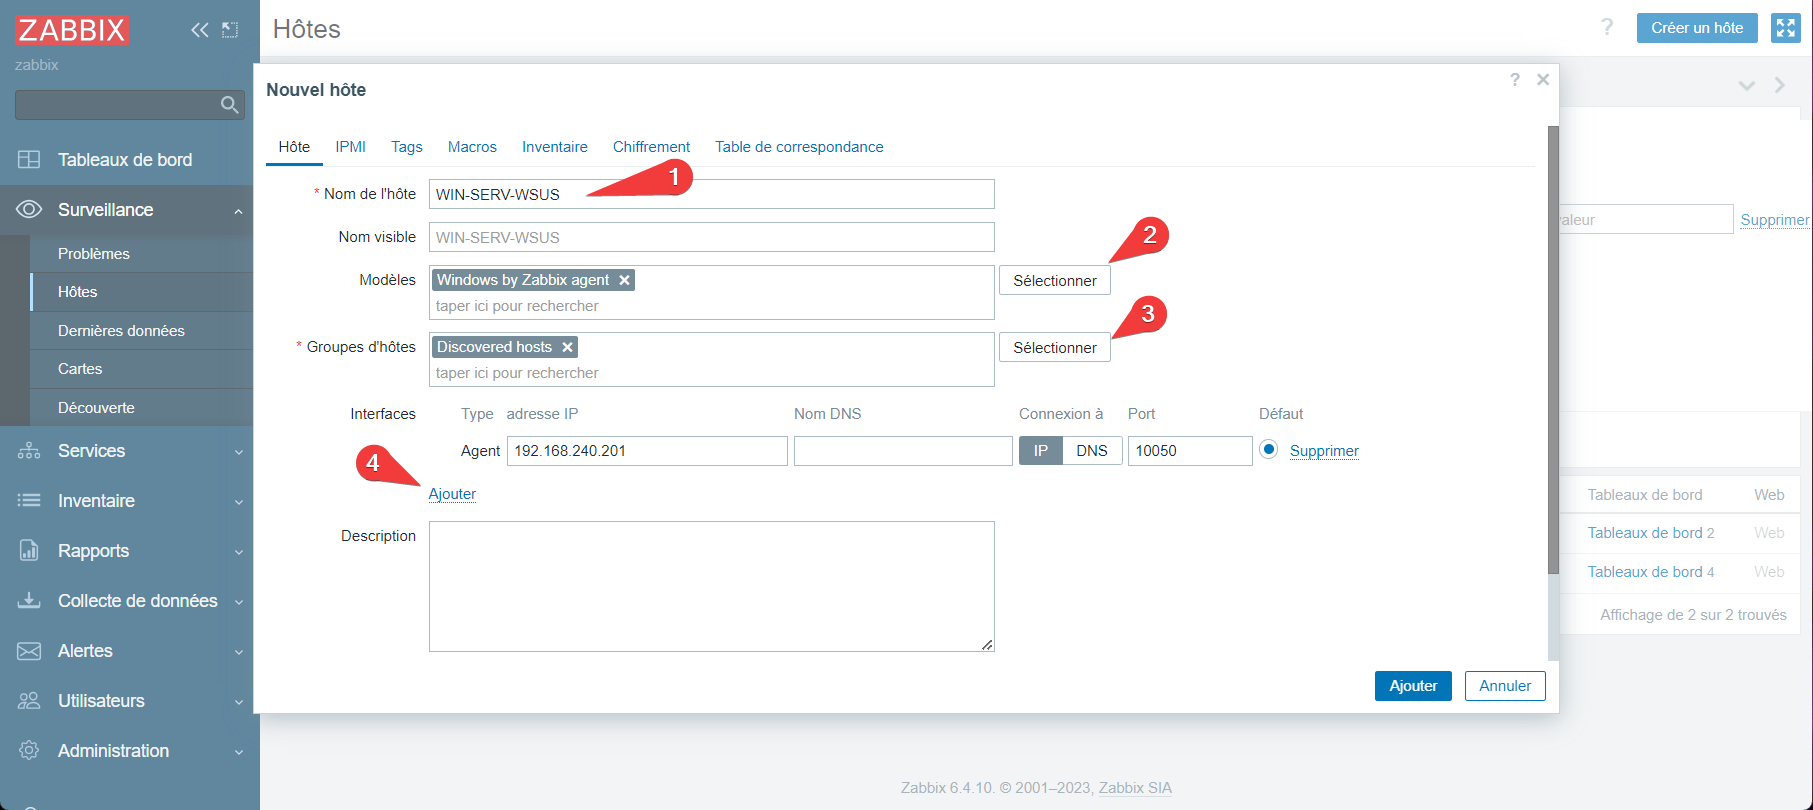 ZABBIX
zabbix
Tableaux de bord
Surveillance
Problèmes
Hôtes
Dernières données
Cartes
Découverte
Services
Inventaire
Rapports
Collecte de données
Alertes
Utilisateurs
Administration
Hôtes
? Créer un hôte
Nouvel hôte ?
Hôte IPMI Tags Macros Inventaire Chiffrement Table de correspondance
* Nom de l'hôte WIN-SERV-WSUS 1
Nom visible WIN-SERV-WSUS
Modèles Windows by Zabbix agent Sélectionner 2
taper ici pour rechercher
* Groupes d'hôtes Discovered hosts Sélectionner 3
taper ici pour rechercher
Interfaces Type adresse IP Nom DNS Connexion à Port Défaut
Agent 192.168.240.201 IP DNS 10050 Supprimer
4 Ajouter
Description
Ajouter Annuler
aleur Supprimer
Tableaux de bord Web
Tableaux de bord 2 Web
Tableaux de bord 4 Web
Affichage de 2 sur 2 trouvés
Zabbix 6.4.10. © 2001–2023, Zabbix SIA